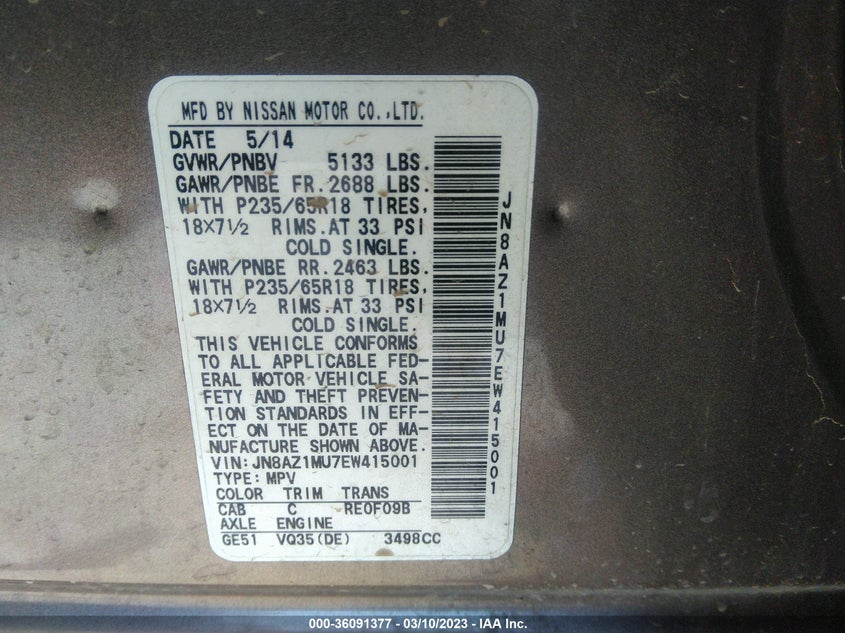 MFD BY NISSAN MOTOR CO.,LTD.
DATE 5/14
GVWR/PNBV 5133 LBS.
GAWR/PNBE FR.2688 LBS.
WITH P235/65R18 TIRES,
18×7½ RIMS.AT 33 PSI
COLD SINGLE.
GAWR/PNBE RR.2463 LBS.
WITH P235/65R18 TIRES,
18×7½ RIMS.AT 33 PSI
COLD SINGLE.
THIS VEHICLE CONFORMS
TO ALL APPLICABLE FED-
ERAL MOTOR VEHICLE SA-
FETY AND THEFT PREVEN-
TION STANDARDS IN EFF-
ECT ON THE DATE OF MA-
NUFACTURE SHOWN ABOVE.
VIN:JN8AZ1MU7EW415001
TYPE:MPV
COLOR TRIM TRANS
CAB C RE0F09B
AXLE ENGINE
GE51 VQ35(DE) 3498CC
JN8AZ1MU7EW415001
000-36091377 - 03/10/2023 - IAA Inc.